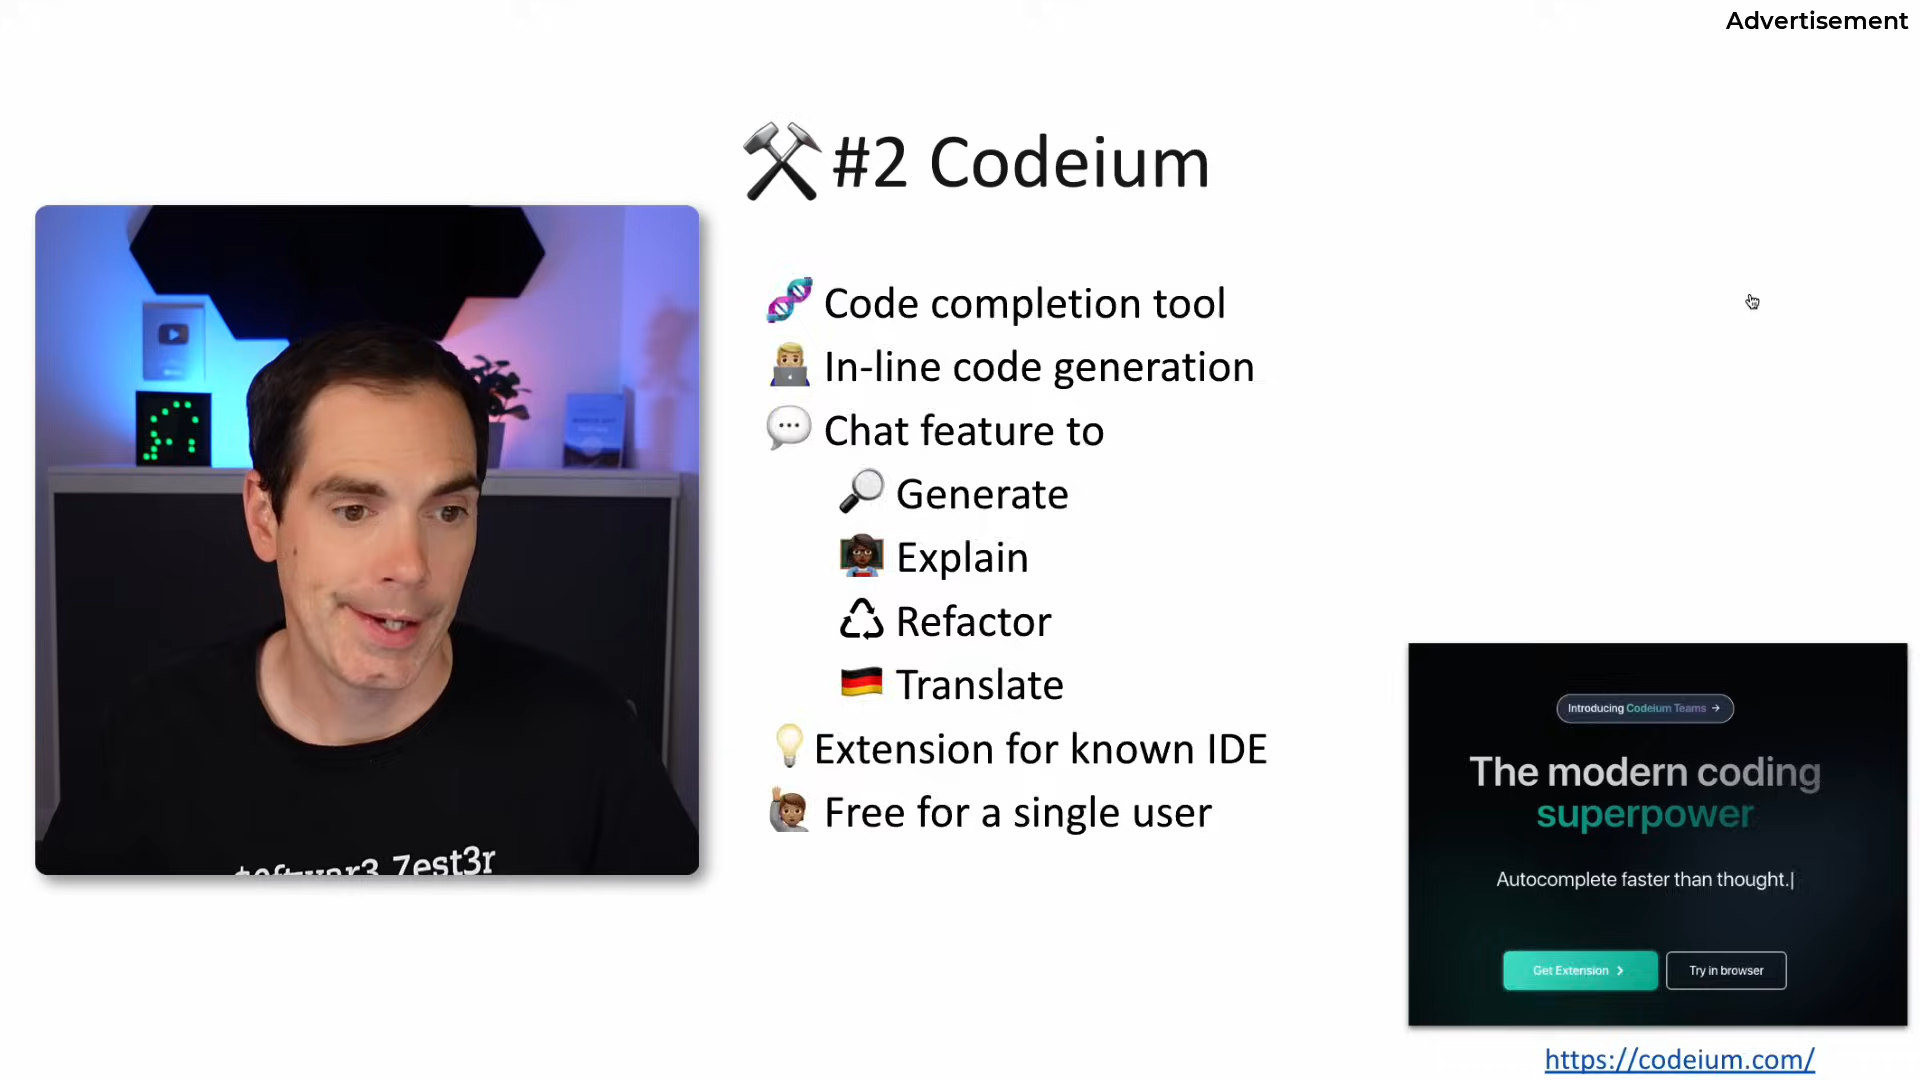 Advertisement
#2 Codeium
Code completion tool
In-line code generation
Chat feature to
Generate
Explain
Refactor
Translate
Extension for known IDE
Free for a single user
7est3r
Introducing Codeium Teams →
The modern coding
superpower
Autocomplete faster than thought.|
Get Extension >
Try in browser
https://codeium.com/